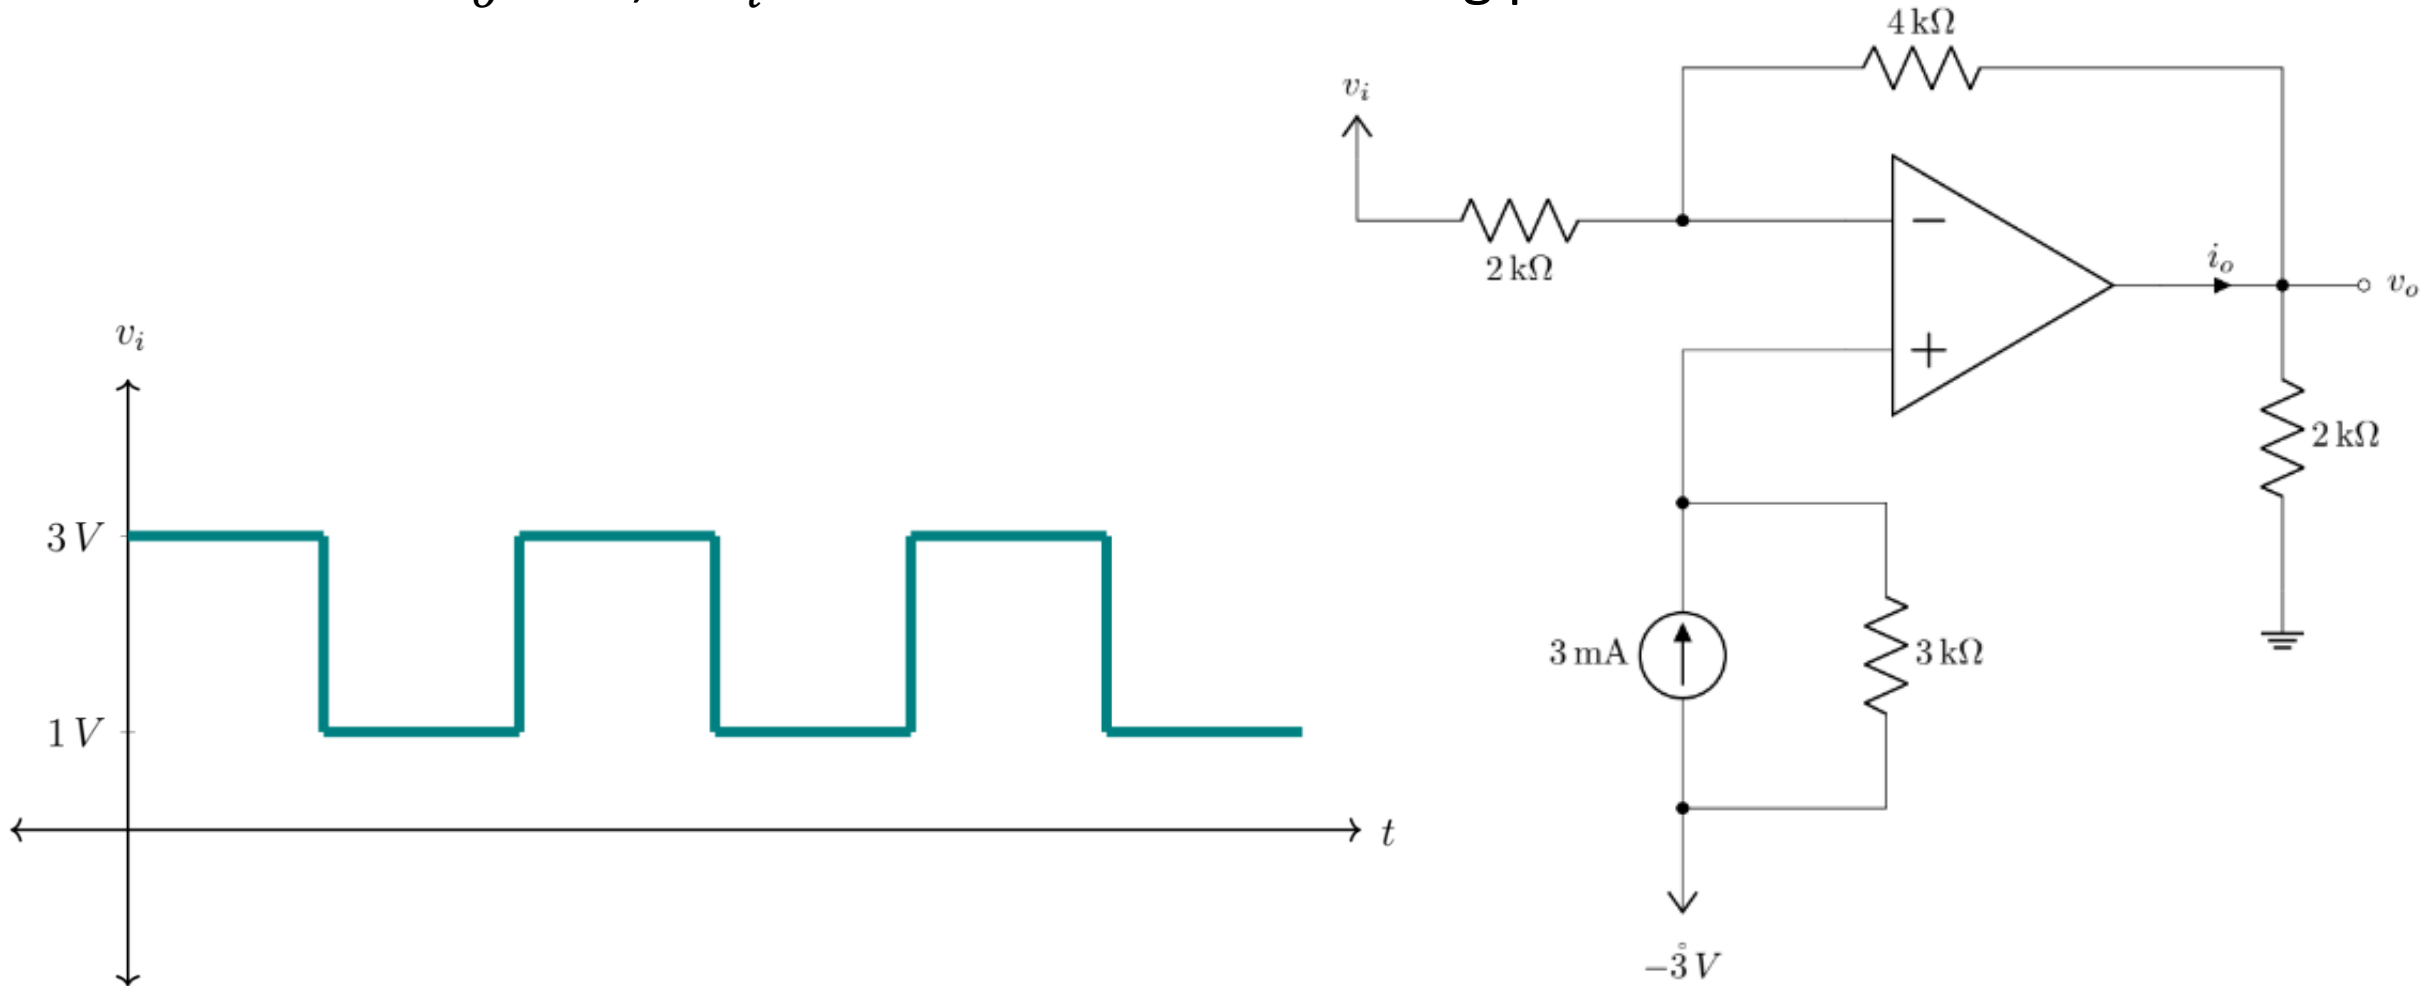 4 kΩ
v_i
2 kΩ
−
i_o
v_o
+
v_i
2 kΩ
3 V
3 mA
3 kΩ
1 V
t
−3 V